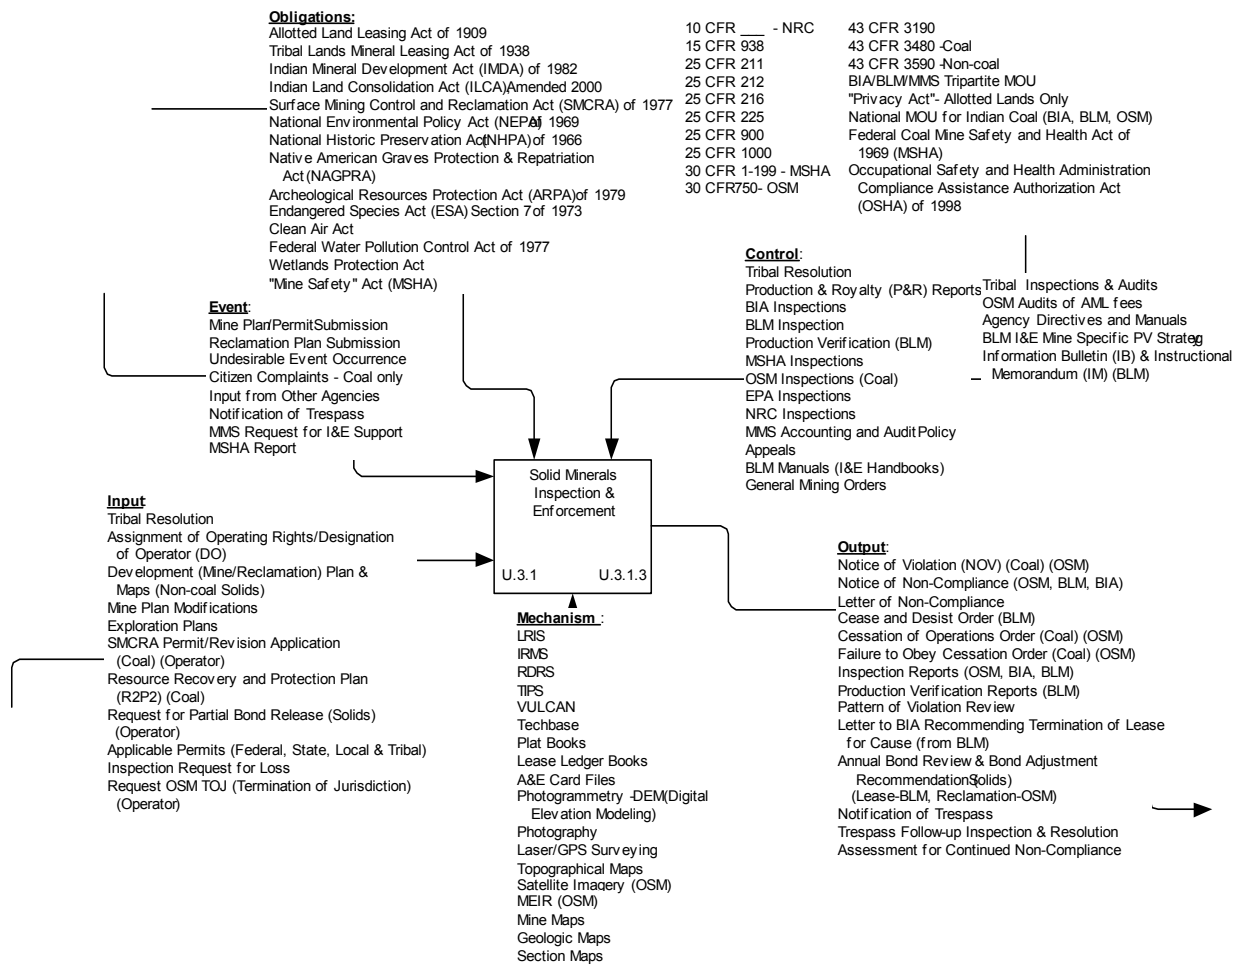 Obligations:
Allotted Land Leasing Act of 1909
Tribal Lands Mineral Leasing Act of 1938
Indian Mineral Development Act (IMDA) of 1982
Indian Land Consolidation Act (ILCA),Amended 2000
Surface Mining Control and Reclamation Act (SMCRA) of 1977
National Environmental Policy Act (NEPA)of 1969
National Historic Preservation Act(NHPA)of 1966
Native American Graves Protection & Repatriation
Act (NAGPRA)
Archeological Resources Protection Act (ARPA)of 1979
Endangered Species Act (ESA) Section 7 of 1973
Clean Air Act
Federal Water Pollution Control Act of 1977
Wetlands Protection Act
"Mine Safety" Act (MSHA)
10 CFR ___ - NRC
15 CFR 938
25 CFR 211
25 CFR 212
25 CFR 216
25 CFR 225
25 CFR 900
25 CFR 1000
30 CFR 1-199 - MSHA
30 CFR750- OSM
43 CFR 3190
43 CFR 3480 -Coal
43 CFR 3590 -Non-coal
BIA/BLM/MMS Tripartite MOU
"Privacy Act"- Allotted Lands Only
National MOU for Indian Coal (BIA, BLM, OSM)
Federal Coal Mine Safety and Health Act of
1969 (MSHA)
Occupational Safety and Health Administration
Compliance Assistance Authorization Act
(OSHA) of 1998
Event:
Mine Plan/PermitSubmission
Reclamation Plan Submission
Undesirable Event Occurrence
Citizen Complaints - Coal only
Input from Other Agencies
Notification of Trespass
MMS Request for I&E Support
MSHA Report
Control:
Tribal Resolution
Production & Royalty (P&R) Reports
BIA Inspections
BLM Inspection
Production Verification (BLM)
MSHA Inspections
OSM Inspections (Coal)
EPA Inspections
NRC Inspections
MMS Accounting and AuditPolicy
Appeals
BLM Manuals (I&E Handbooks)
General Mining Orders
Tribal Inspections & Audits
OSM Audits of AML fees
Agency Directives and Manuals
BLM I&E Mine Specific PV Strategy
Information Bulletin (IB) & Instructional
Memorandum (IM) (BLM)
Solid Minerals
Inspection &
Enforcement
U.3.1 U.3.1.3
Input:
Tribal Resolution
Assignment of Operating Rights/Designation
of Operator (DO)
Development (Mine/Reclamation) Plan &
Maps (Non-coal Solids)
Mine Plan Modifications
Exploration Plans
SMCRA Permit/Revision Application
(Coal) (Operator)
Resource Recovery and Protection Plan
(R2P2) (Coal)
Request for Partial Bond Release (Solids)
(Operator)
Applicable Permits (Federal, State, Local & Tribal)
Inspection Request for Loss
Request OSM TOJ (Termination of Jurisdiction)
(Operator)
Mechanism :
LRIS
IRMS
RDRS
TIPS
VULCAN
Techbase
Plat Books
Lease Ledger Books
A&E Card Files
Photogrammetry -DEM(Digital
Elevation Modeling)
Photography
Laser/GPS Surveying
Topographical Maps
Satellite Imagery (OSM)
MEIR (OSM)
Mine Maps
Geologic Maps
Section Maps
Output:
Notice of Violation (NOV) (Coal) (OSM)
Notice of Non-Compliance (OSM, BLM, BIA)
Letter of Non-Compliance
Cease and Desist Order (BLM)
Cessation of Operations Order (Coal) (OSM)
Failure to Obey Cessation Order (Coal) (OSM)
Inspection Reports (OSM, BIA, BLM)
Production Verification Reports (BLM)
Pattern of Violation Review
Letter to BIA Recommending Termination of Lease
for Cause (from BLM)
Annual Bond Review & Bond Adjustment
Recommendation(Solids)
(Lease-BLM, Reclamation-OSM)
Notification of Trespass
Trespass Follow-up Inspection & Resolution
Assessment for Continued Non-Compliance